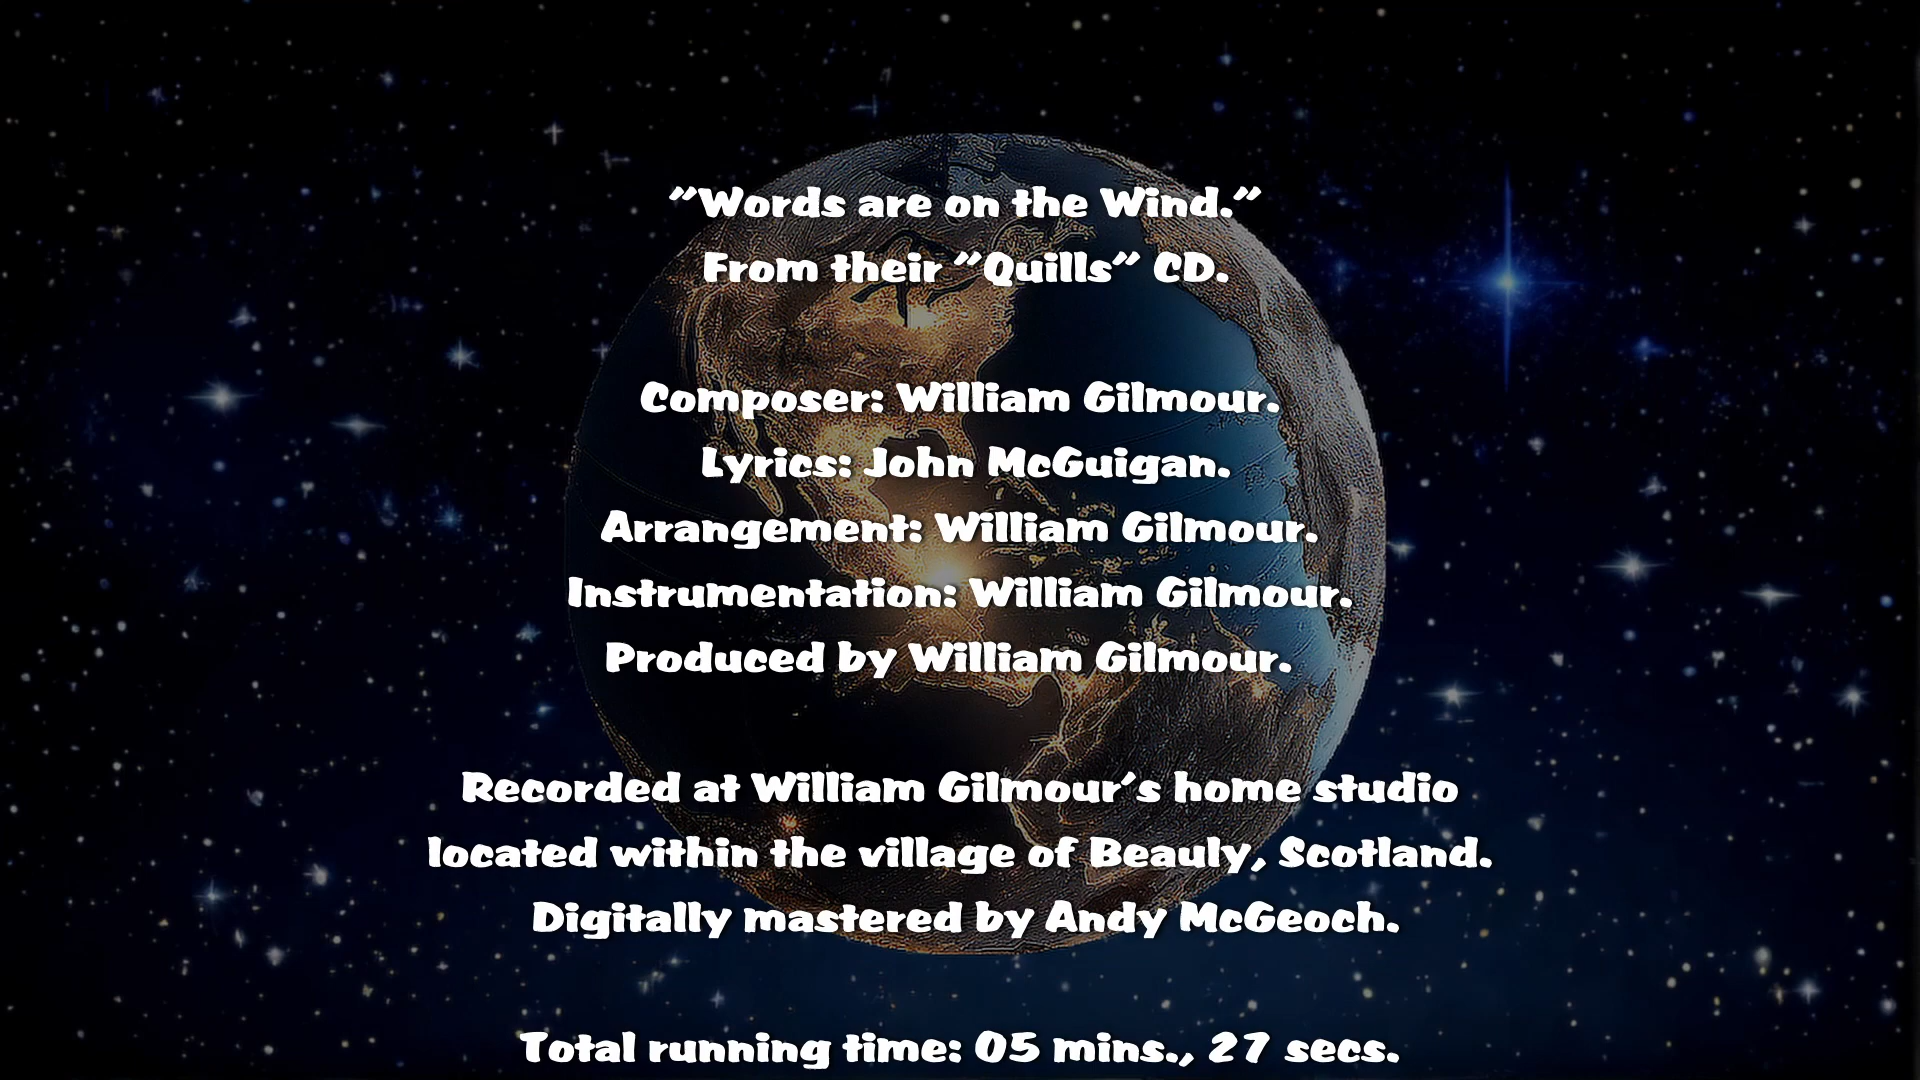 "Words are on the Wind."
From their "Quills" CD.
Composer: William Gilmour.
Lyrics: John McGuigan.
Arrangement: William Gilmour.
Instrumentation: William Gilmour.
Produced by William Gilmour.
Recorded at William Gilmour's home studio
located within the village of Beauly, Scotland.
Digitally mastered by Andy McGeoch.
Total running time: 05 mins., 27 secs.